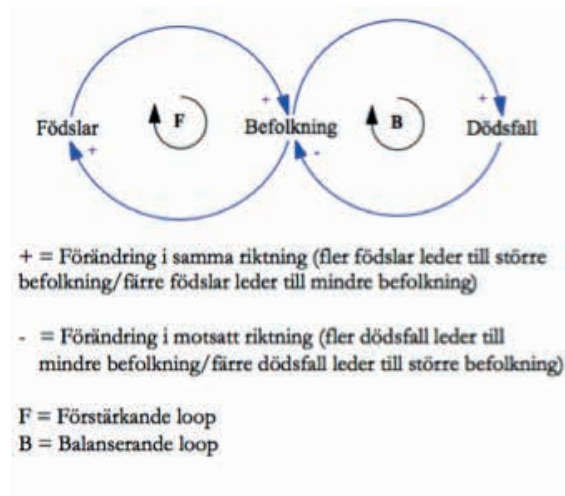 + +
F B
Födslar Befolkning Dödsfall
+ -
+ = Förändring i samma riktning (fler födslar leder till större
befolkning/färre födslar leder till mindre befolkning)
- = Förändring i motsatt riktning (fler dödsfall leder till
mindre befolkning/färre dödsfall leder till större befolkning)
F = Förstärkande loop
B = Balanserande loop